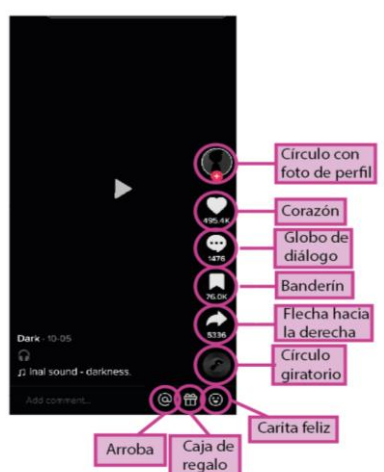 Círculo con
foto de perfil
495.4K
Corazón
1476
Globo de
diálogo
76.0K
Banderín
5336
Flecha hacia
la derecha
Círculo
giratorio
Dark · 10-05
♫ Inal sound - darkness.
Add comment...
Carita feliz
Arroba
Caja de
regalo